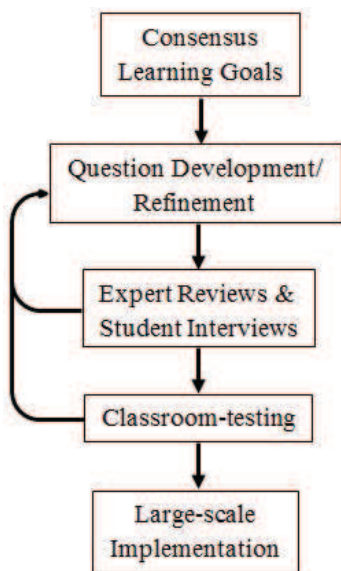 Consensus
Learning Goals
Question Development/
Refinement
Expert Reviews &
Student Interviews
Classroom-testing
Large-scale
Implementation